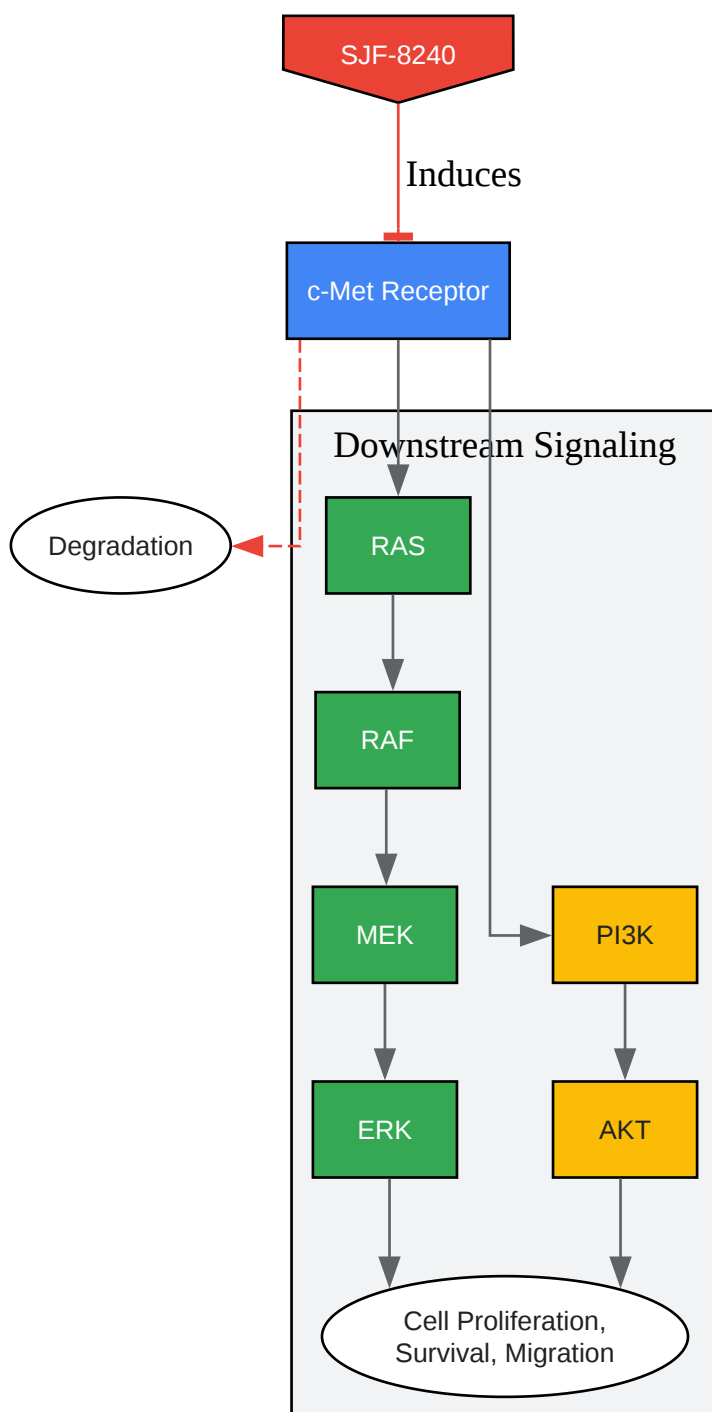 SJF-8240
Induces
c-Met Receptor
Downstream Signaling
Degradation
RAS
RAF
MEK
PI3K
ERK
AKT
Cell Proliferation,
Survival, Migration